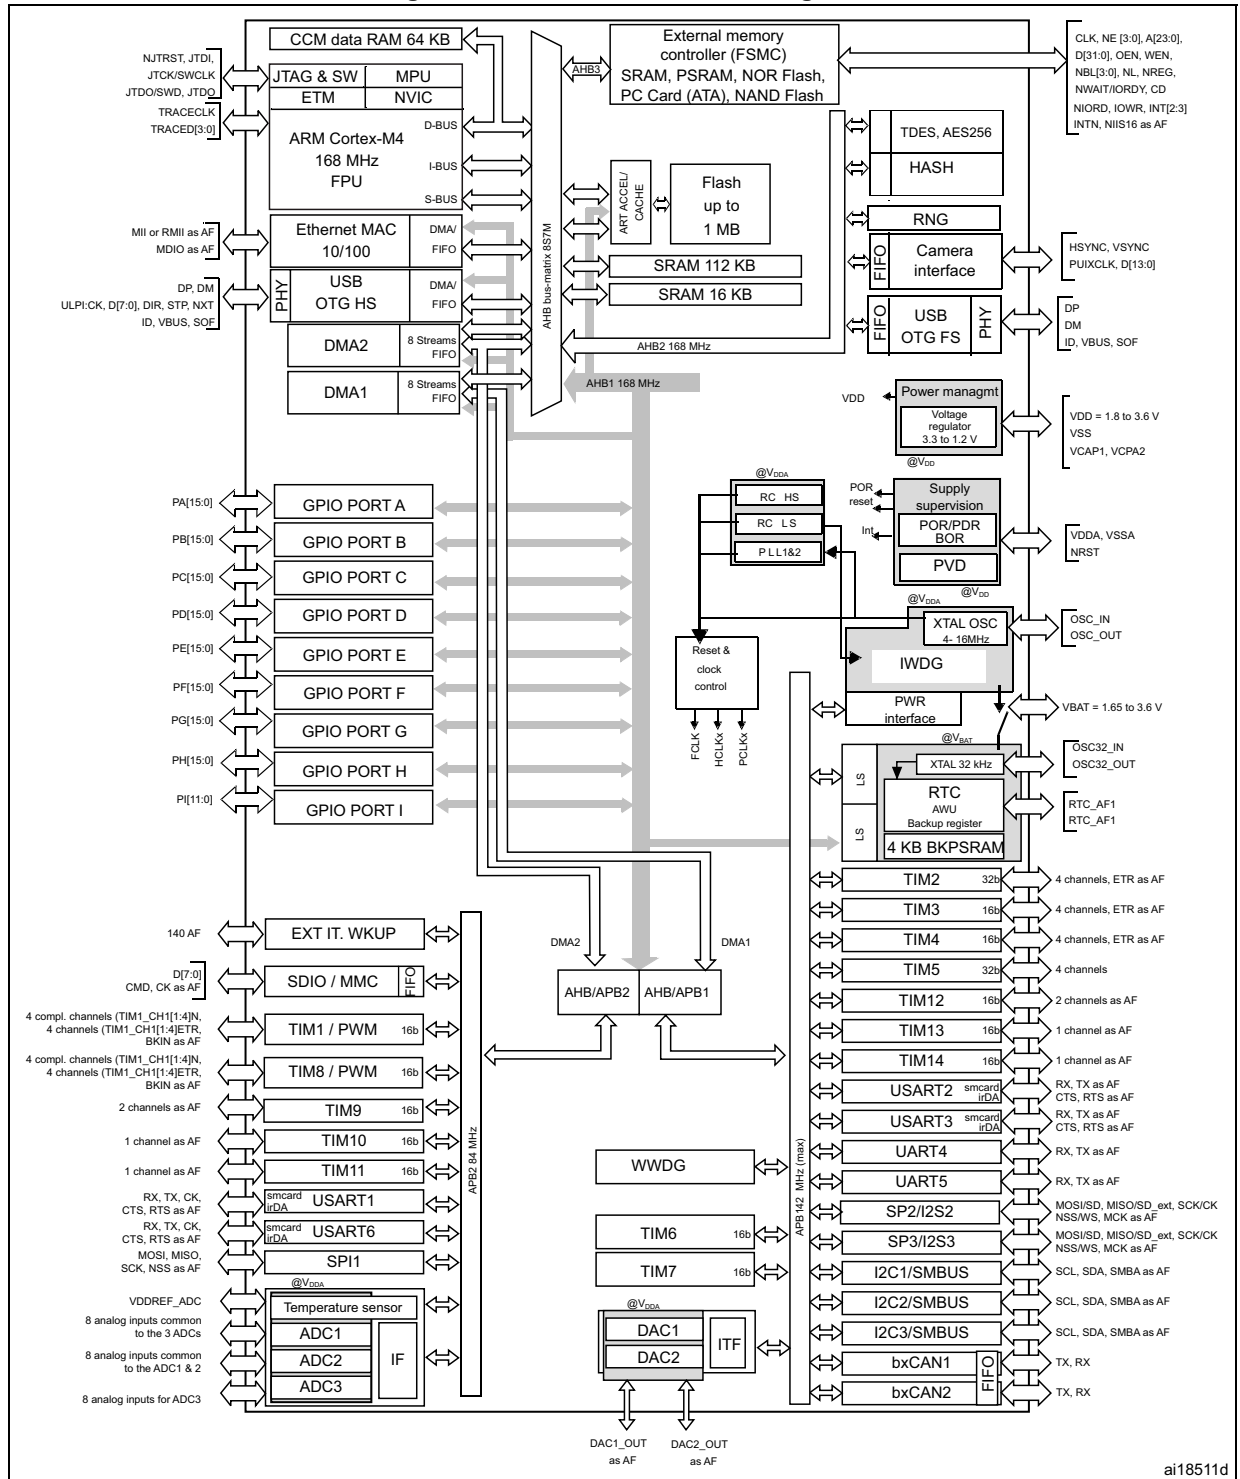 CCM data RAM 64 KB
External memory
controller (FSMC)
SRAM, PSRAM, NOR Flash,
PC Card (ATA), NAND Flash
AHB3
CLK, NE [3:0], A[23:0],
D[31:0], OEN, WEN,
NBL[3:0], NL, NREG,
NWAIT/IORDY, CD
NIORD, IOWR, INT[2:3]
INTN, NIIS16 as AF
NJTRST, JTDI,
JTCK/SWCLK
JTDO/SWD, JTDO
TRACECLK
TRACED[3:0]
JTAG & SW
MPU
ETM
NVIC
ARM Cortex-M4
168 MHz
FPU
D-BUS
I-BUS
S-BUS
AHB bus-matrix 8S7M
ART ACCEL/
CACHE
Flash
up to
1 MB
SRAM 112 KB
SRAM 16 KB
AHB2 168 MHz
AHB1 168 MHz
TDES, AES256
HASH
RNG
FIFO
Camera
interface
HSYNC, VSYNC
PUIXCLK, D[13:0]
FIFO
USB
OTG FS
PHY
DP
DM
ID, VBUS, SOF
MII or RMII as AF
MDIO as AF
Ethernet MAC
10/100
DMA/
FIFO
DP, DM
ULPI:CK, D[7:0], DIR, STP, NXT
ID, VBUS, SOF
PHY
USB
OTG HS
DMA/
FIFO
DMA2
8 Streams
FIFO
DMA1
8 Streams
FIFO
VDD
Power managmt
Voltage
regulator
3.3 to 1.2 V
@VDD
VDD = 1.8 to 3.6 V
VSS
VCAP1, VCPA2
@VDDA
RC HS
RC LS
PLL1&2
POR
reset
Int
Supply
supervision
POR/PDR
BOR
PVD
@VDD
VDDA, VSSA
NRST
@VDDA
XTAL OSC
4- 16MHz
IWDG
OSC_IN
OSC_OUT
Reset &
clock
control
FCLK
HCLKx
PCLKx
PWR
interface
VBAT = 1.65 to 3.6 V
@VBAT
LS
LS
XTAL 32 kHz
RTC
AWU
Backup register
4 KB BKPSRAM
OSC32_IN
OSC32_OUT
RTC_AF1
RTC_AF1
PA[15:0]
GPIO PORT A
PB[15:0]
GPIO PORT B
PC[15:0]
GPIO PORT C
PD[15:0]
GPIO PORT D
PE[15:0]
GPIO PORT E
PF[15:0]
GPIO PORT F
PG[15:0]
GPIO PORT G
PH[15:0]
GPIO PORT H
PI[11:0]
GPIO PORT I
DMA2
DMA1
AHB/APB2
AHB/APB1
140 AF
EXT IT. WKUP
D[7:0]
CMD, CK as AF
SDIO / MMC
FIFO
4 compl. channels (TIM1_CH1[1:4]N,
4 channels (TIM1_CH1[1:4]ETR,
BKIN as AF
TIM1 / PWM
16b
4 compl. channels (TIM1_CH1[1:4]N,
4 channels (TIM1_CH1[1:4]ETR,
BKIN as AF
TIM8 / PWM
16b
2 channels as AF
TIM9
16b
1 channel as AF
TIM10
16b
1 channel as AF
TIM11
16b
RX, TX, CK,
CTS, RTS as AF
smcard
irDA
USART1
RX, TX, CK,
CTS, RTS as AF
smcard
irDA
USART6
MOSI, MISO,
SCK, NSS as AF
SPI1
@VDDA
VDDREF_ADC
Temperature sensor
8 analog inputs common
to the 3 ADCs
ADC1
8 analog inputs common
to the ADC1 & 2
ADC2
8 analog inputs for ADC3
ADC3
IF
APB2 84 MHz
WWDG
TIM6
16b
TIM7
16b
@VDDA
DAC1
DAC2
ITF
DAC1_OUT
as AF
DAC2_OUT
as AF
APB142 MHz (max)
TIM2
32b
4 channels, ETR as AF
TIM3
16b
4 channels, ETR as AF
TIM4
16b
4 channels, ETR as AF
TIM5
32b
4 channels
TIM12
16b
2 channels as AF
TIM13
16b
1 channel as AF
TIM14
16b
1 channel as AF
USART2
smcard
irDA
RX, TX as AF
CTS, RTS as AF
USART3
smcard
irDA
RX, TX as AF
CTS, RTS as AF
UART4
RX, TX as AF
UART5
RX, TX as AF
SP2/I2S2
MOSI/SD, MISO/SD_ext, SCK/CK
NSS/WS, MCK as AF
SP3/I2S3
MOSI/SD, MISO/SD_ext, SCK/CK
NSS/WS, MCK as AF
I2C1/SMBUS
SCL, SDA, SMBA as AF
I2C2/SMBUS
SCL, SDA, SMBA as AF
I2C3/SMBUS
SCL, SDA, SMBA as AF
bxCAN1
TX, RX
bxCAN2
FIFO
TX, RX
ai18511d